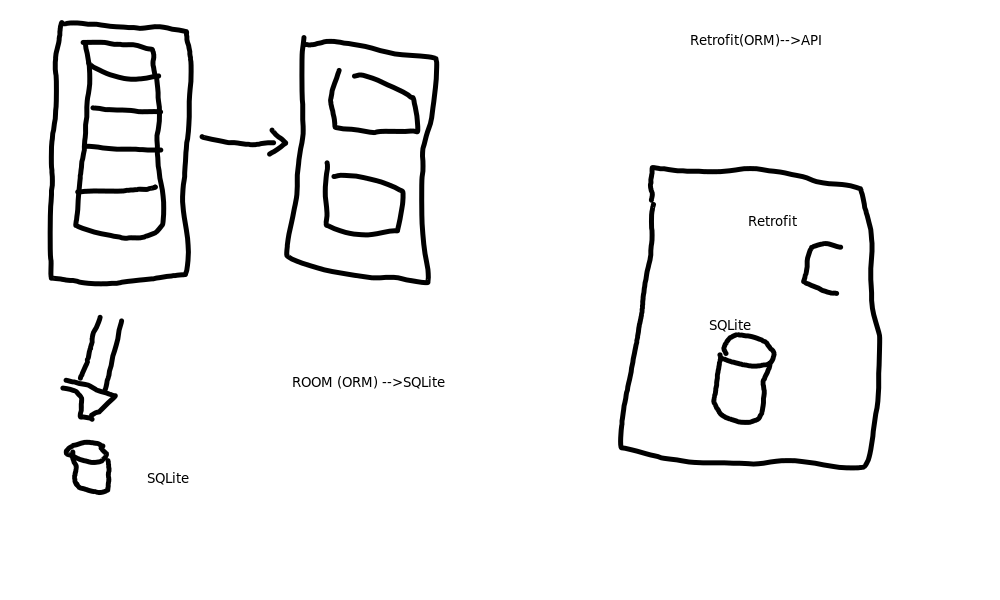 Retrofit(ORM)-->API
Retrofit
SQLite
ROOM (ORM) -->SQLite
SQLite